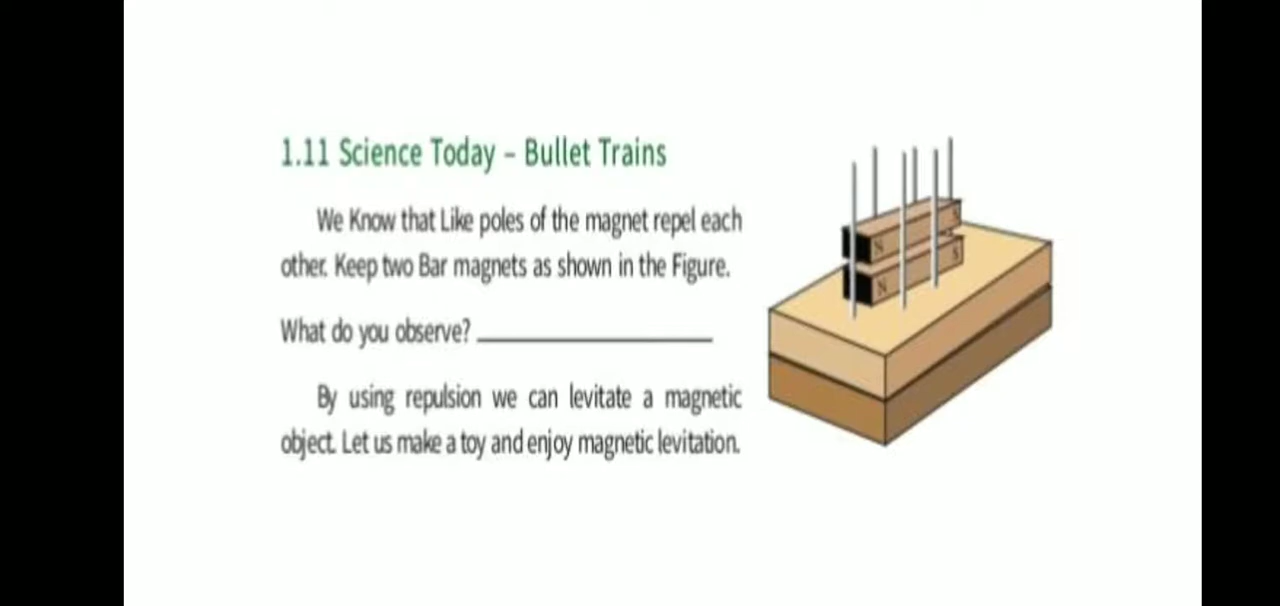 1.11 Science Today – Bullet Trains
We Know that Like poles of the magnet repel each
other. Keep two Bar magnets as shown in the Figure.
What do you observe? ____________________
By using repulsion we can levitate a magnetic
object. Let us make a toy and enjoy magnetic levitation.
N
S
N
S